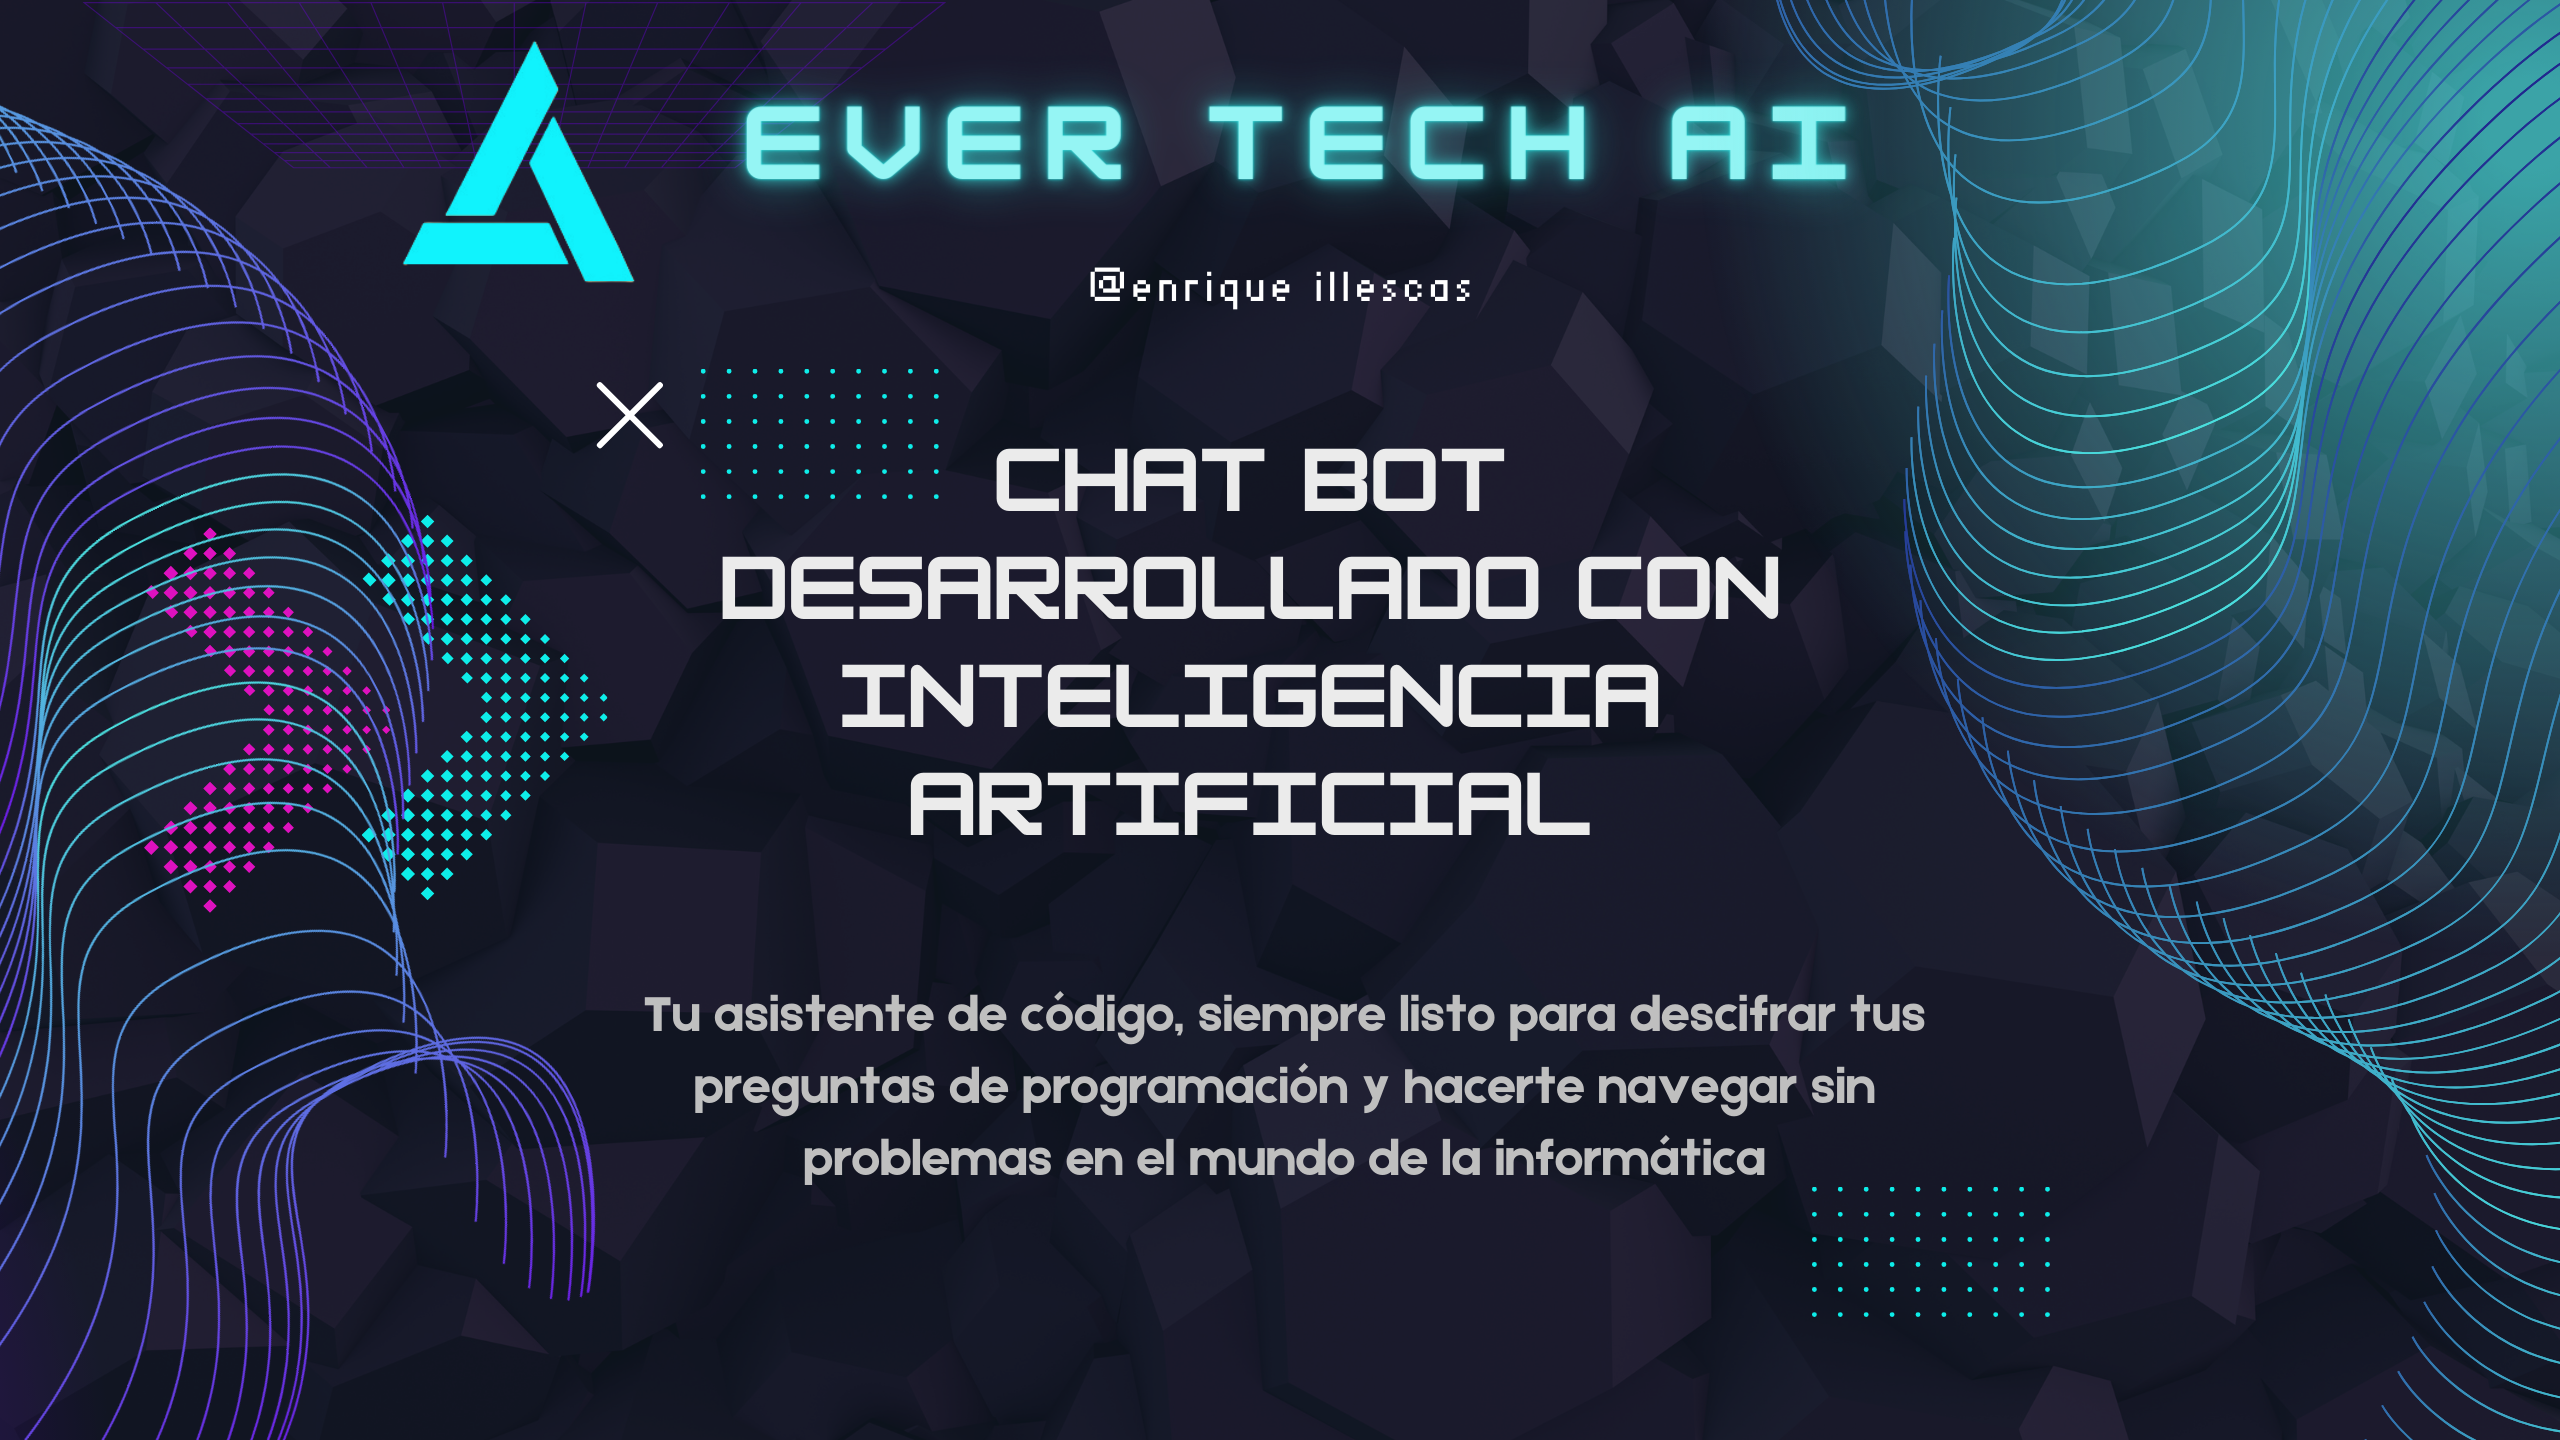 EVER TECH AI
@enrique illescas
CHAT BOT
DESARROLLADO CON
INTELIGENCIA
ARTIFICIAL
Tu asistente de código, siempre listo para descifrar tus
preguntas de programación y hacerte navegar sin
problemas en el mundo de la informática